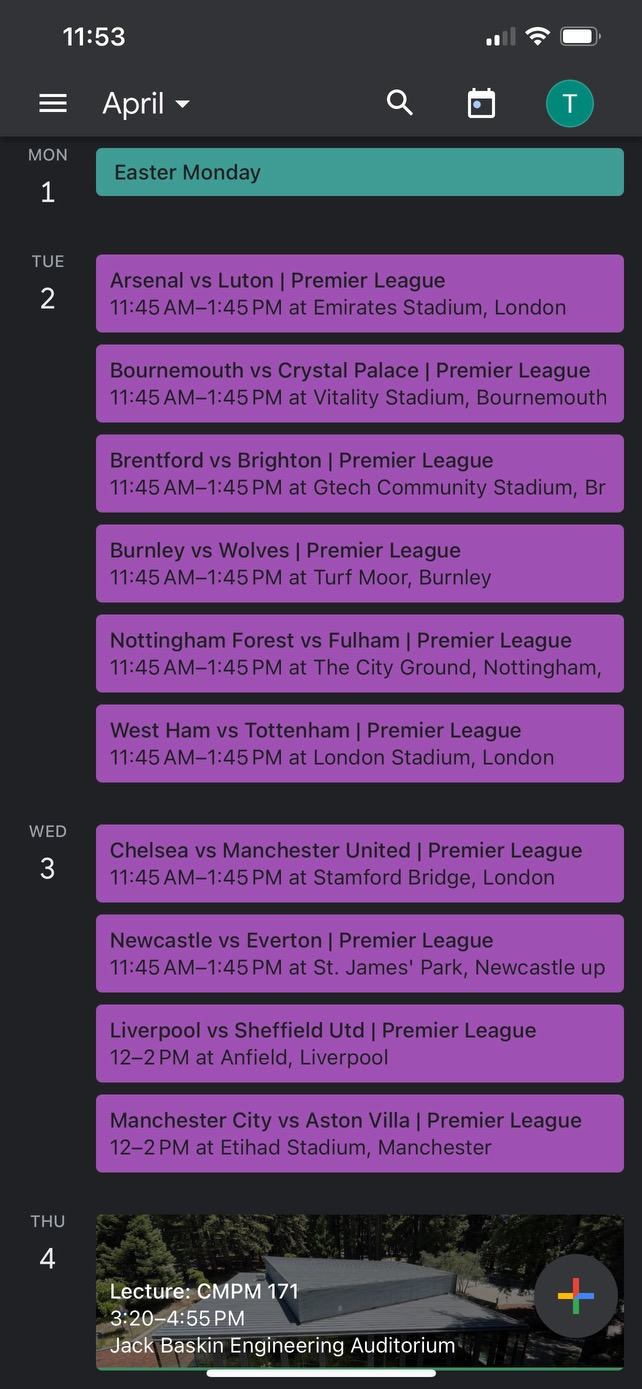 11:53
April
T
MON
1
Easter Monday
TUE
2
Arsenal vs Luton | Premier League
11:45 AM–1:45 PM at Emirates Stadium, London
Bournemouth vs Crystal Palace | Premier League
11:45 AM–1:45 PM at Vitality Stadium, Bournemouth
Brentford vs Brighton | Premier League
11:45 AM–1:45 PM at Gtech Community Stadium, Br
Burnley vs Wolves | Premier League
11:45 AM–1:45 PM at Turf Moor, Burnley
Nottingham Forest vs Fulham | Premier League
11:45 AM–1:45 PM at The City Ground, Nottingham,
West Ham vs Tottenham | Premier League
11:45 AM–1:45 PM at London Stadium, London
WED
3
Chelsea vs Manchester United | Premier League
11:45 AM–1:45 PM at Stamford Bridge, London
Newcastle vs Everton | Premier League
11:45 AM–1:45 PM at St. James' Park, Newcastle up
Liverpool vs Sheffield Utd | Premier League
12–2 PM at Anfield, Liverpool
Manchester City vs Aston Villa | Premier League
12–2 PM at Etihad Stadium, Manchester
THU
4
Lecture: CMPM 171
3:20–4:55 PM
Jack Baskin Engineering Auditorium